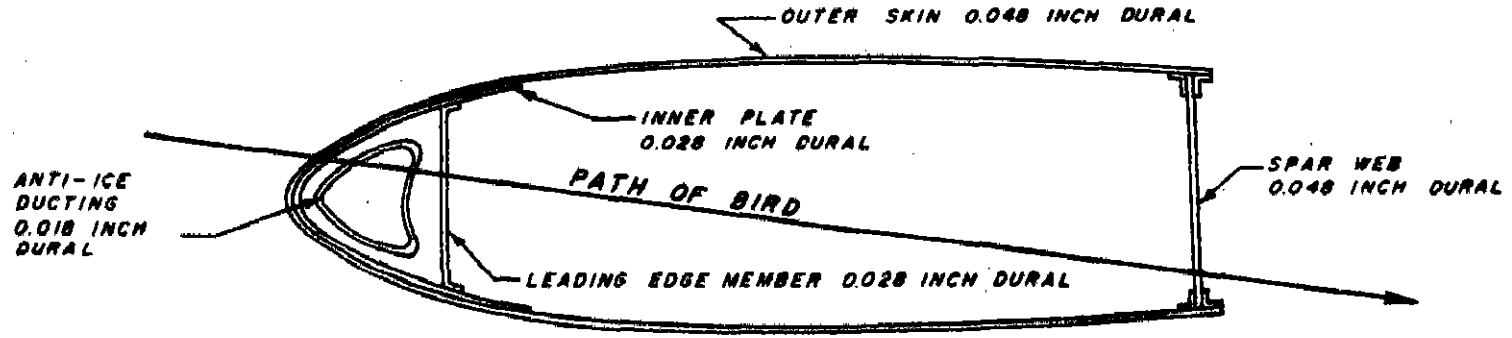 OUTER SKIN 0.048 INCH DURAL
INNER PLATE
0.028 INCH DURAL
ANTI-ICE
DUCTING
0.018 INCH
DURAL
PATH OF BIRD
SPAR WEB
0.048 INCH DURAL
LEADING EDGE MEMBER 0.028 INCH DURAL